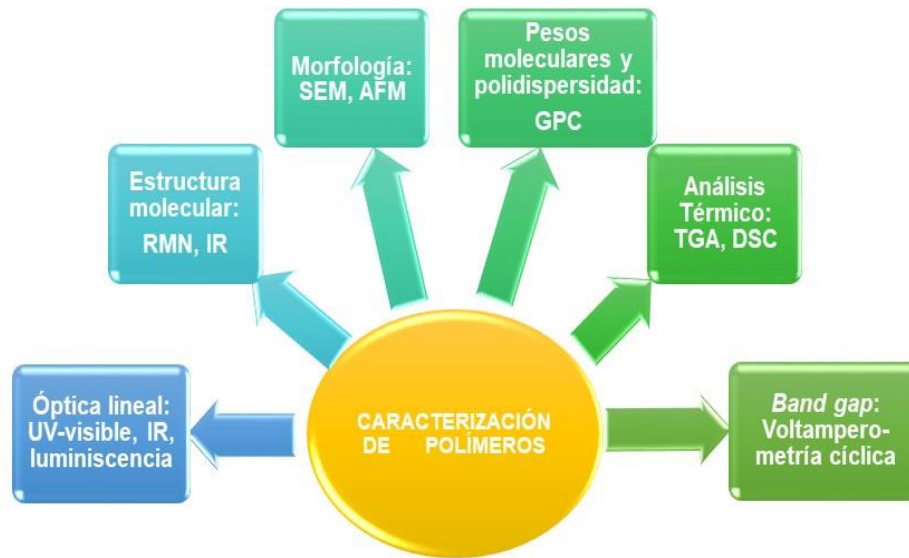 Morfología:
SEM, AFM
Pesos
moleculares y
polidispersidad:
GPC
Estructura
molecular:
RMN, IR
Análisis
Térmico:
TGA, DSC
Óptica lineal:
UV-visible, IR,
luminiscencia
CARACTERIZACIÓN
DE POLÍMEROS
Band gap:
Voltampero-
metría cíclica